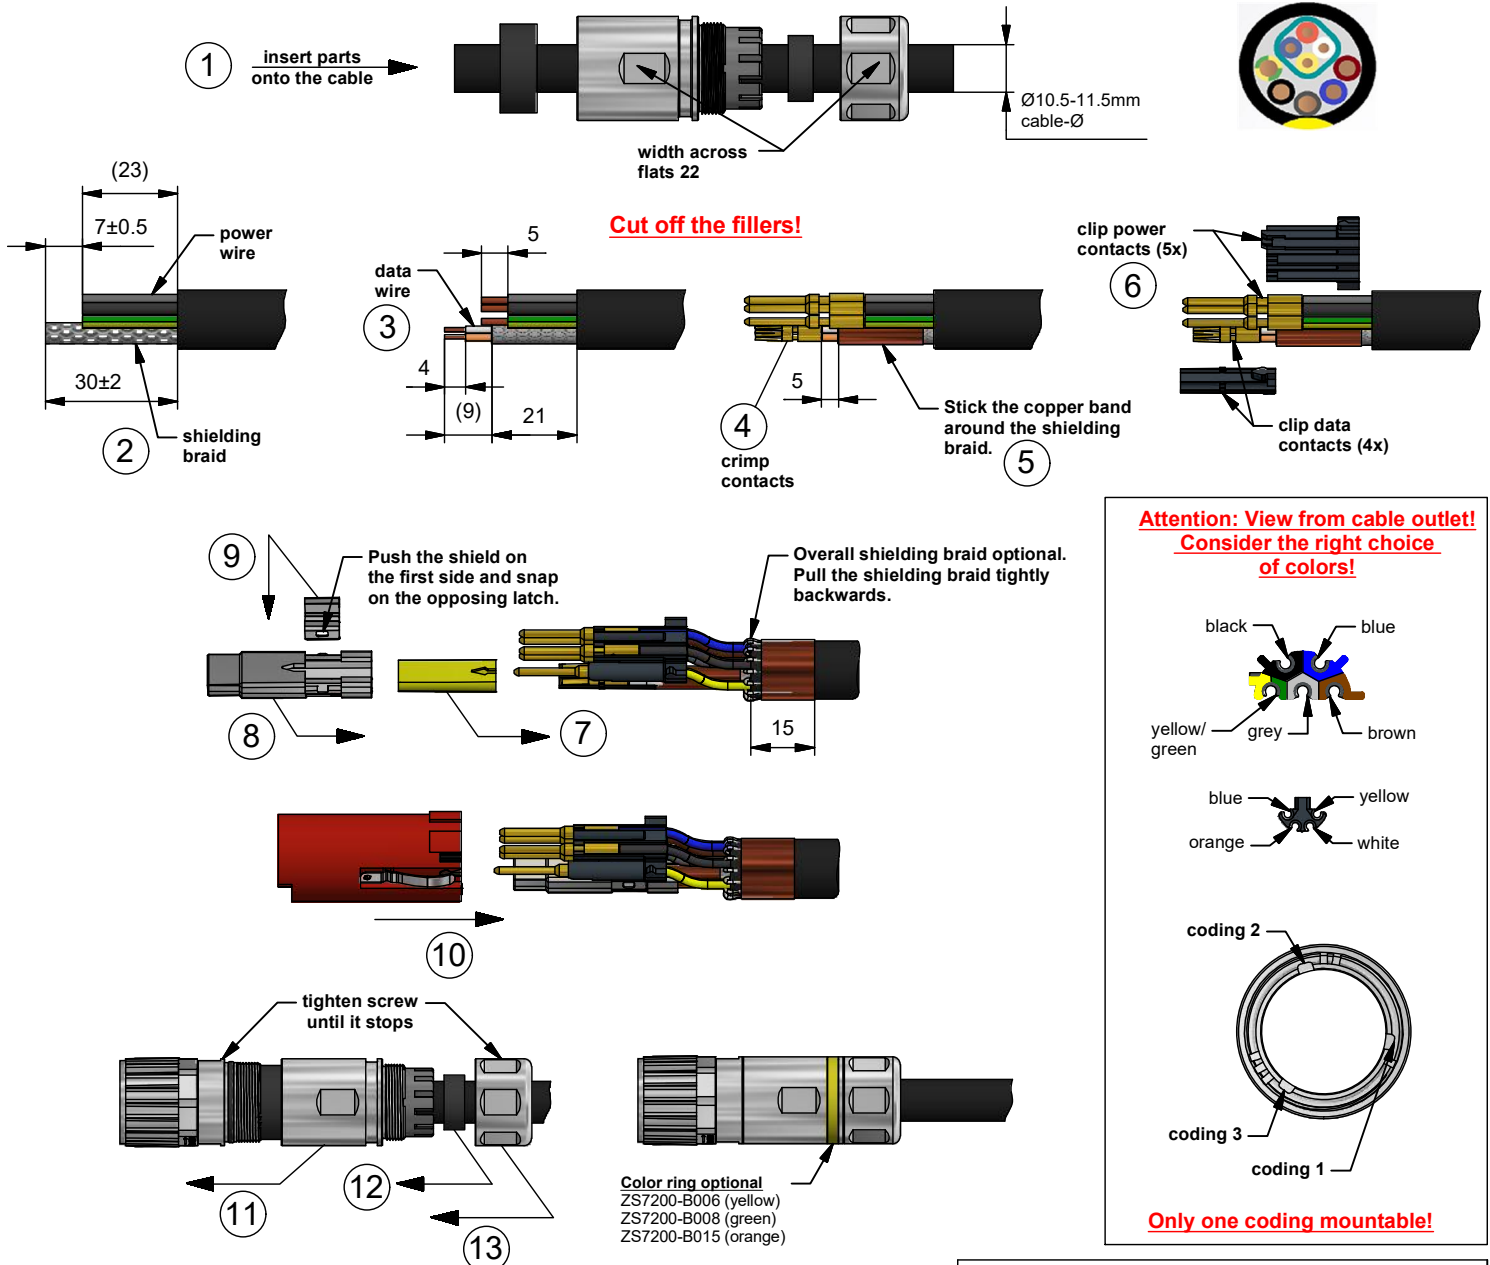 1
insert parts
onto the cable
Ø10.5-11.5mm
cable-Ø
width across
flats 22
(23)
7±0.5
power
wire
30±2
2
shielding
braid
Cut off the fillers!
5
data
wire
3
4
(9)
21
5
4
crimp
contacts
Stick the copper band
around the shielding
braid.
5
clip power
contacts (5x)
6
clip data
contacts (4x)
9
Push the shield on
the first side and snap
on the opposing latch.
Overall shielding braid optional.
Pull the shielding braid tightly
backwards.
8
7
15
10
tighten screw
until it stops
11
12
13
Color ring optional
ZS7200-B006 (yellow)
ZS7200-B008 (green)
ZS7200-B015 (orange)
Attention: View from cable outlet!
Consider the right choice
of colors!
black
blue
yellow/
green
grey
brown
blue
yellow
orange
white
coding 2
coding 3
coding 1
Only one coding mountable!